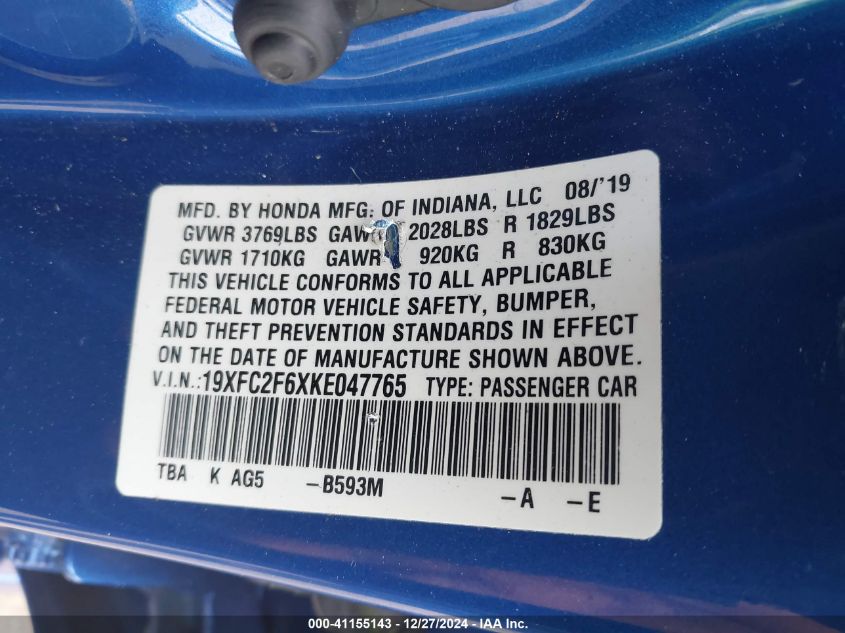 MFD. BY HONDA MFG. OF INDIANA, LLC 08/'19
GVWR 3769LBS GAWR 2028LBS R 1829LBS
GVWR 1710KG GAWR 920KG R 830KG
THIS VEHICLE CONFORMS TO ALL APPLICABLE
FEDERAL MOTOR VEHICLE SAFETY, BUMPER,
AND THEFT PREVENTION STANDARDS IN EFFECT
ON THE DATE OF MANUFACTURE SHOWN ABOVE.
V.I.N.:19XFC2F6XKE047765 TYPE: PASSENGER CAR
TBA K AG5 -B593M -A -E
000-41155143 - 12/27/2024 - IAA Inc.